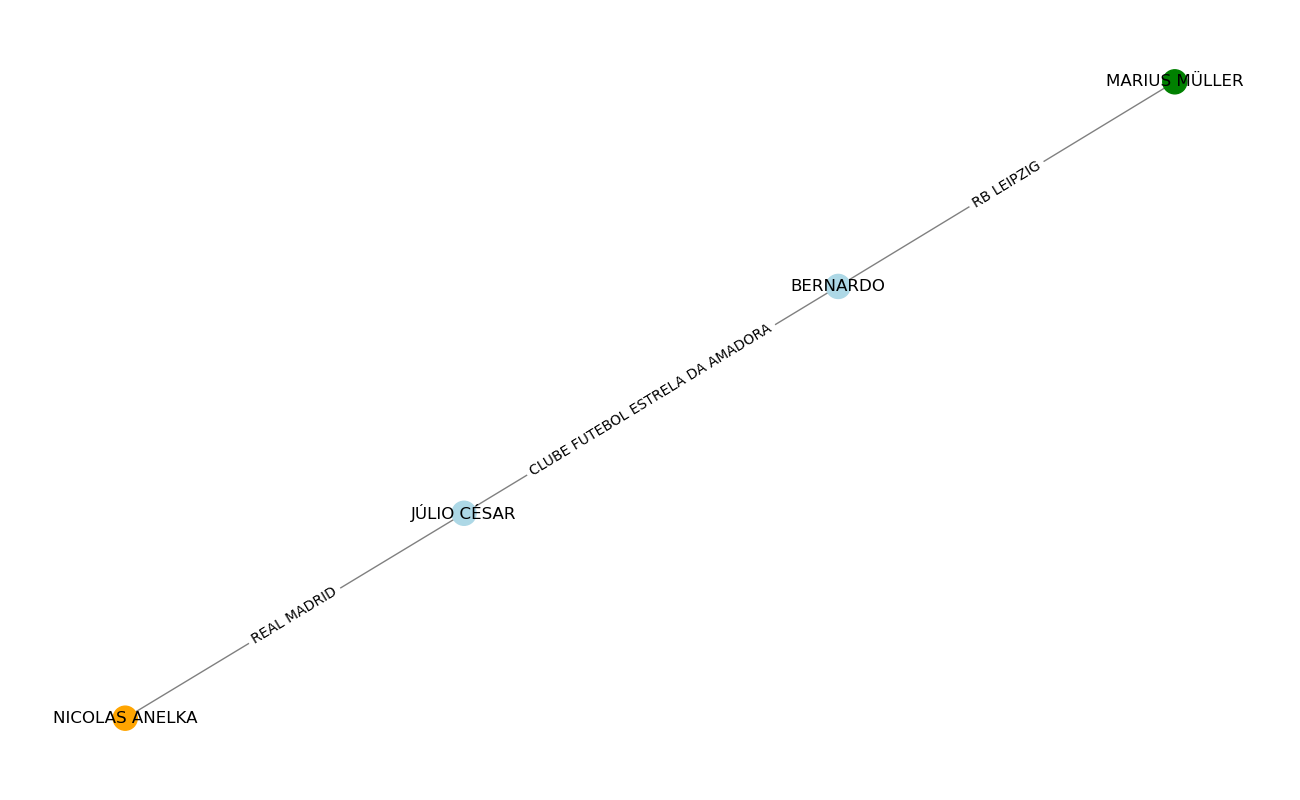 MARIUS MÜLLER
RB LEIPZIG
BERNARDO
CLUBE FUTEBOL ESTRELA DA AMADORA
JÚLIO CÉSAR
REAL MADRID
NICOLAS ANELKA